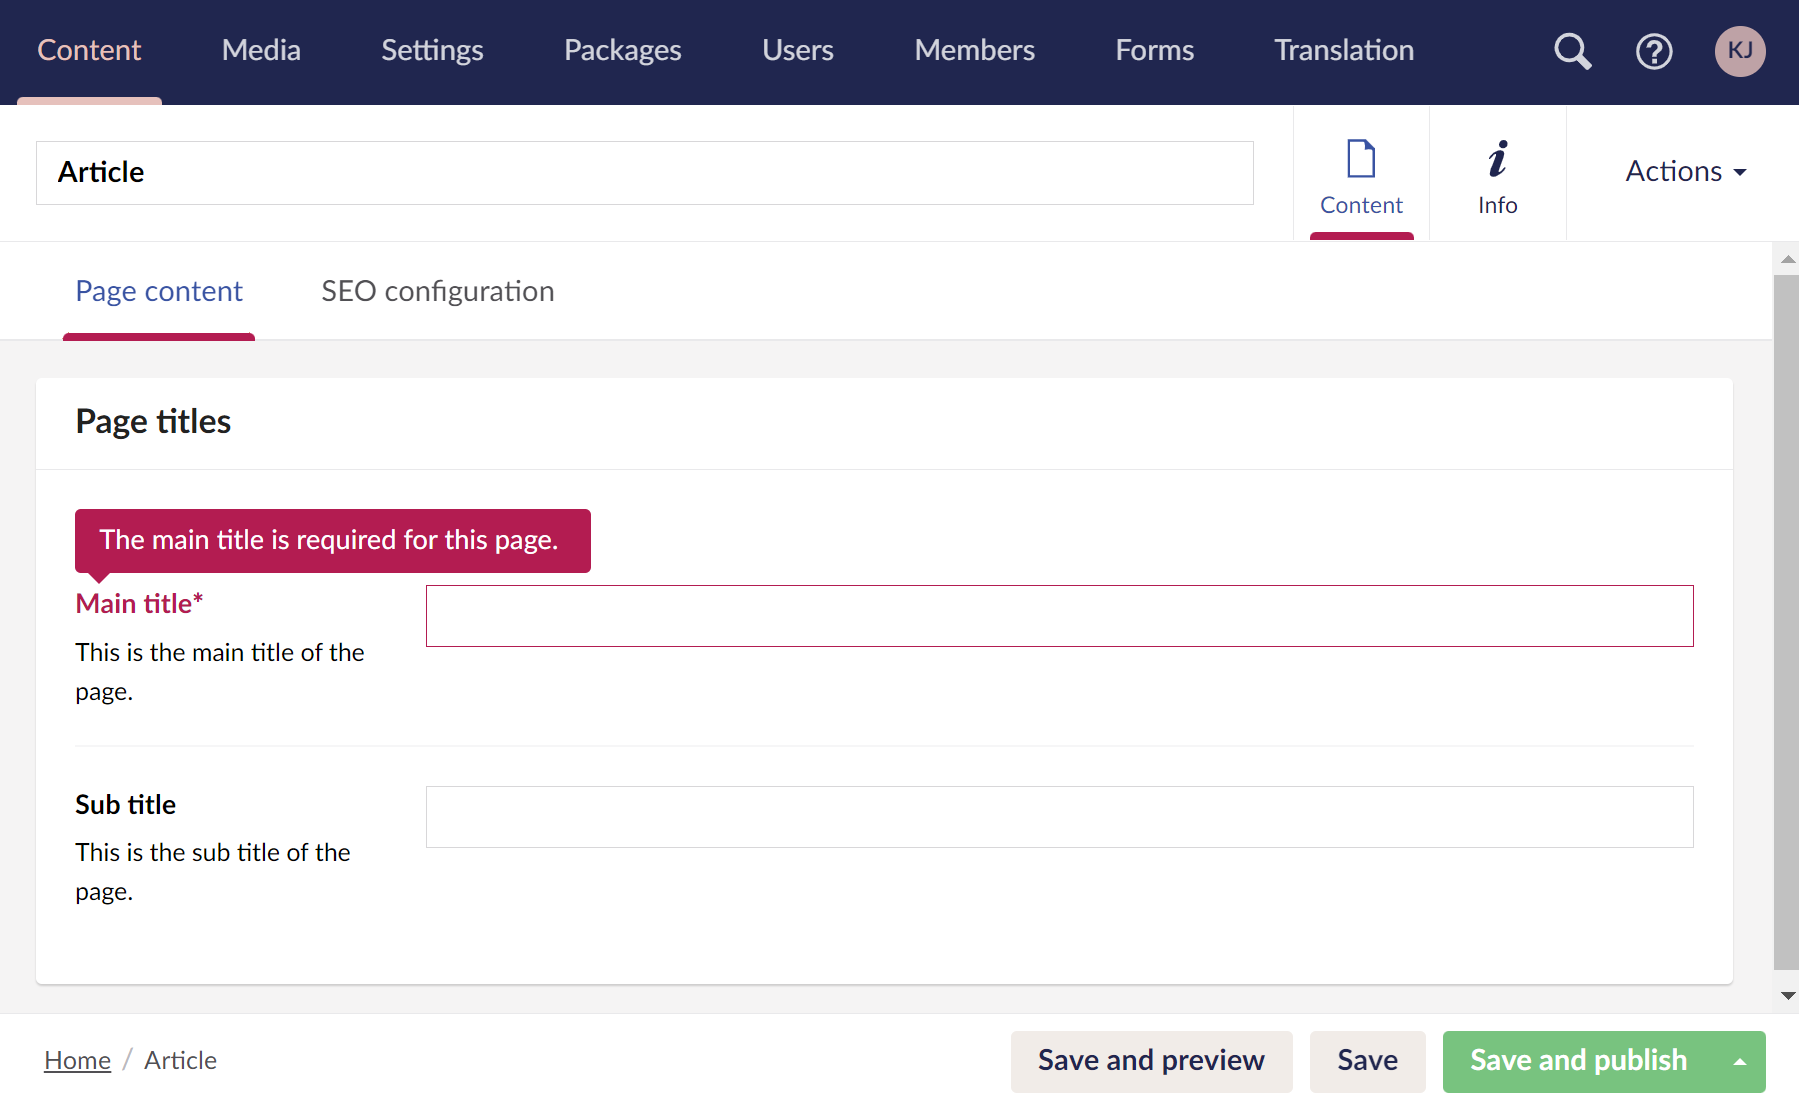 Content Media Settings Packages Users Members Forms Translation KJ
Article
Content
Info
Actions
Page content SEO configuration
Page titles
The main title is required for this page.
Main title*
This is the main title of the
page.
Sub title
This is the sub title of the
page.
Home / Article
Save and preview Save Save and publish